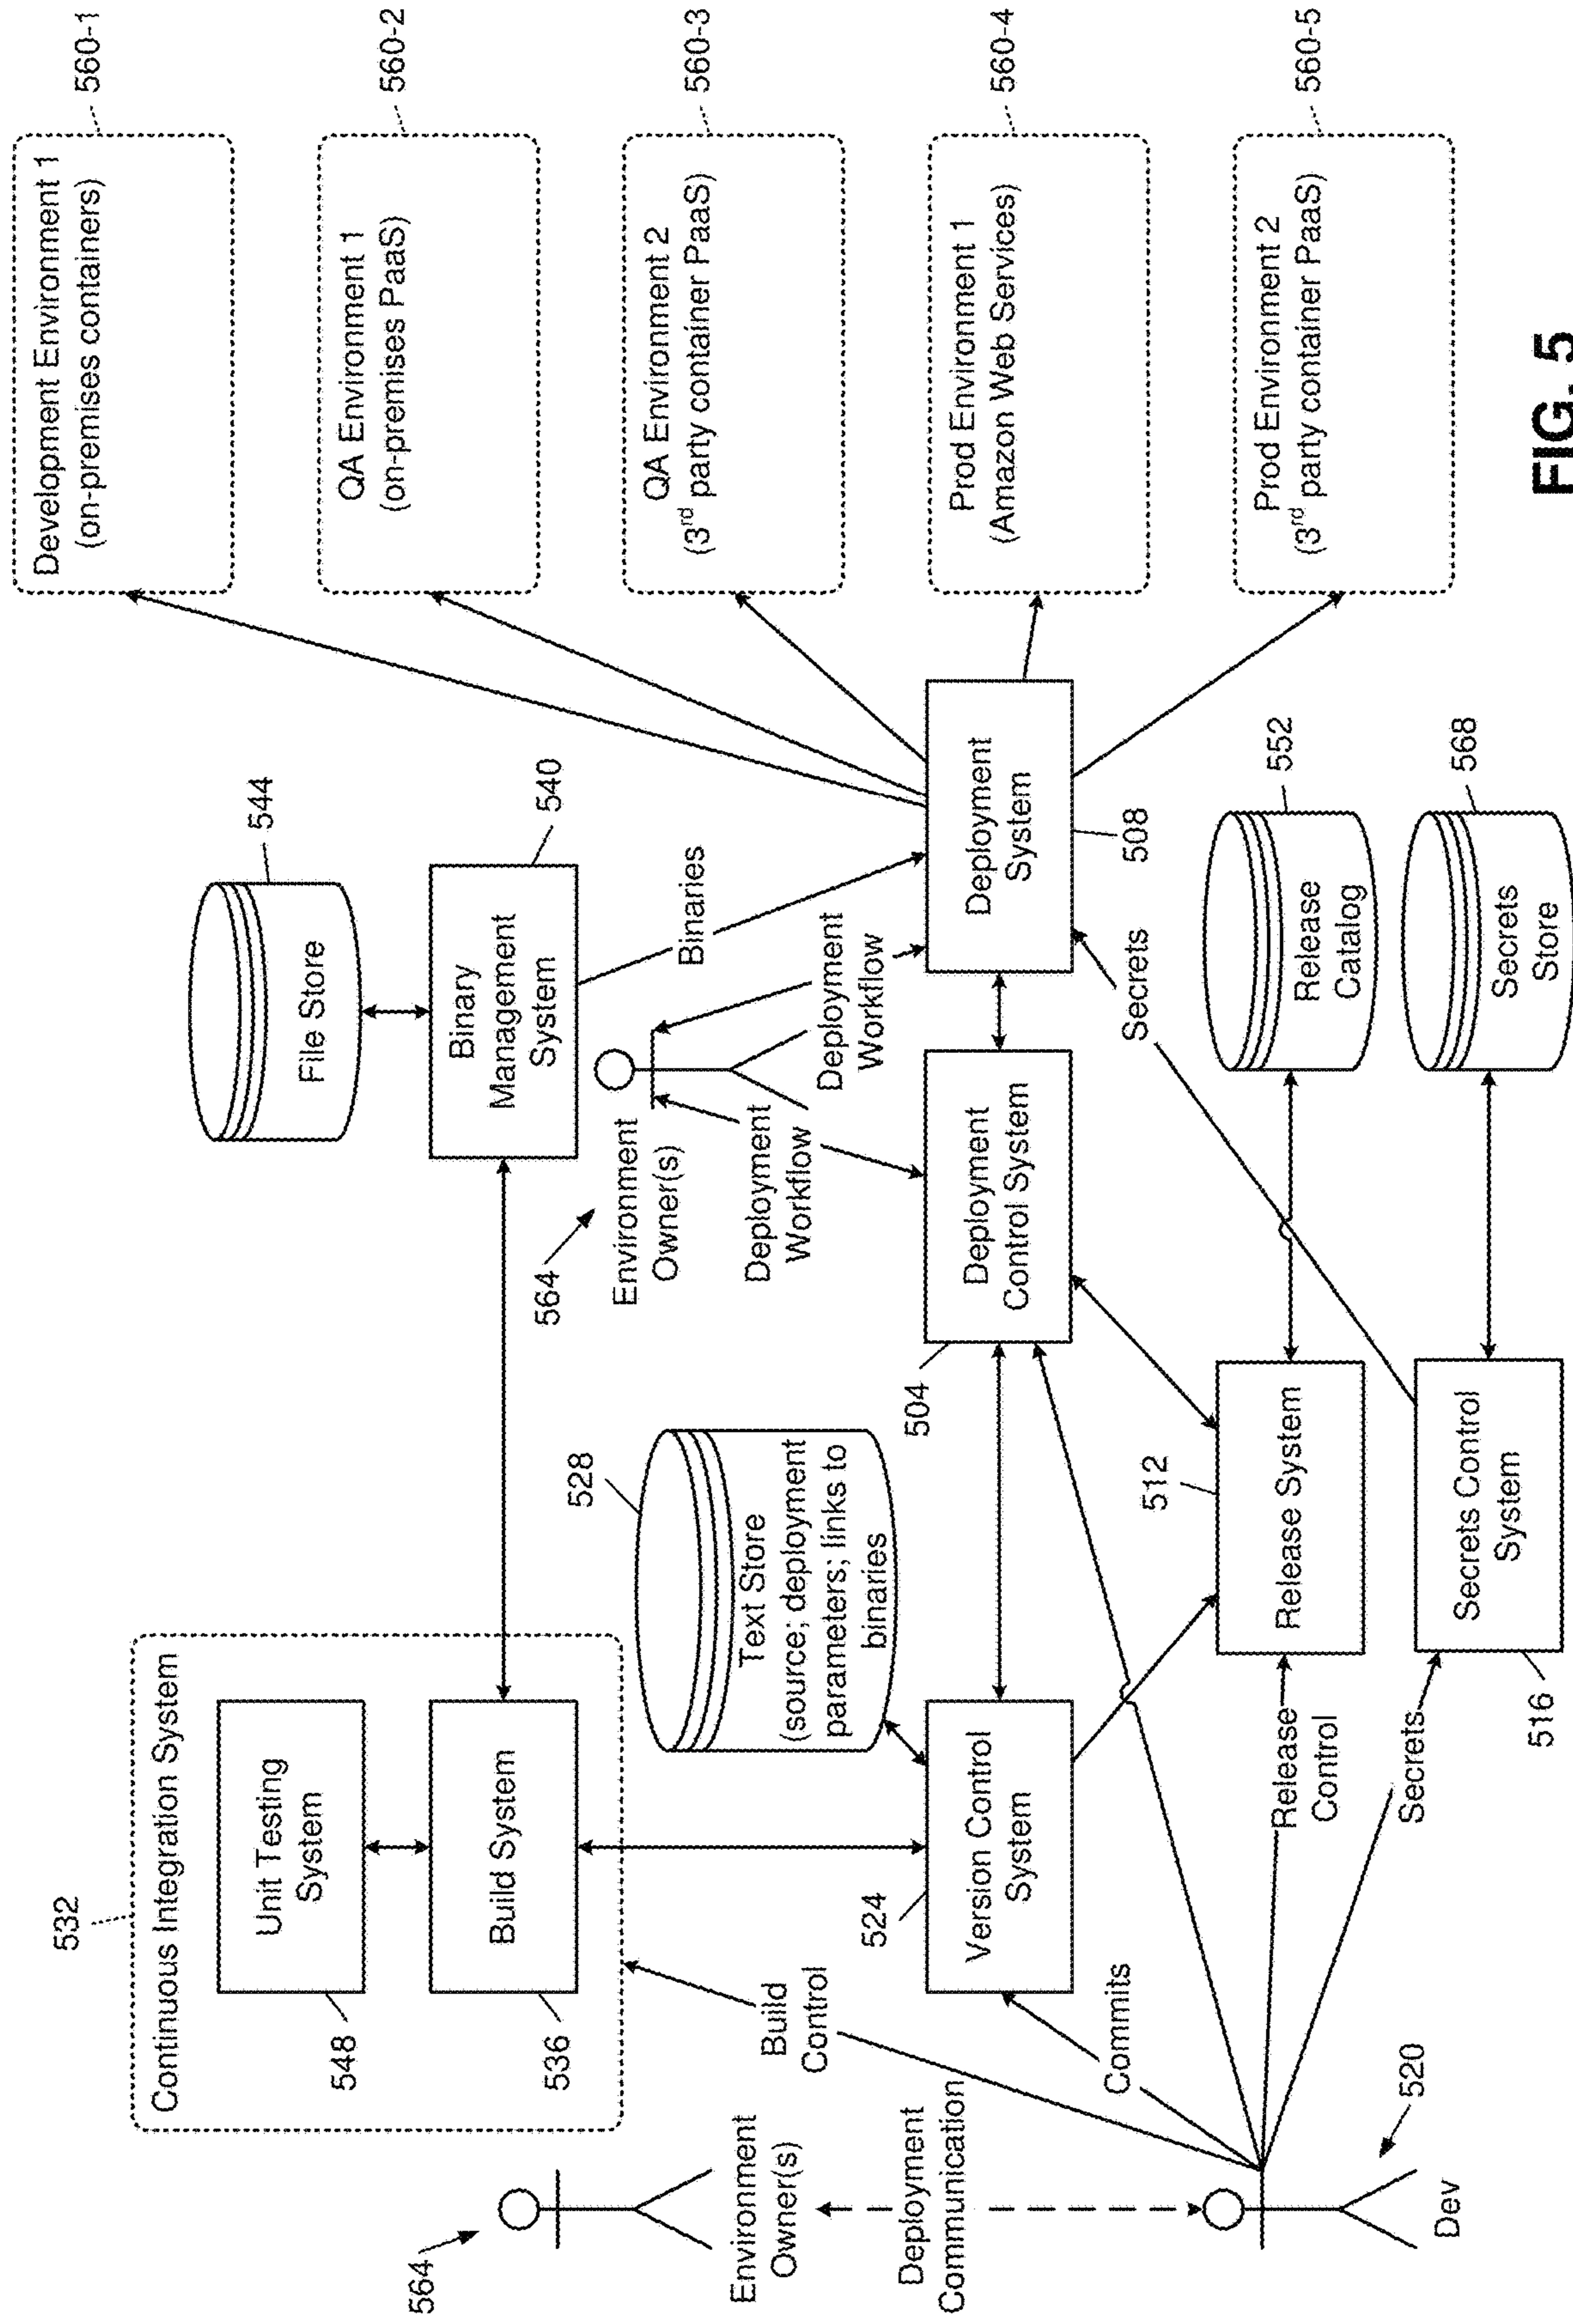 532
Continuous Integration System
Unit Testing
System
548
Build System
536
564
Environment
Owner(s)
Deployment
Communication
Dev
520
Build
Control
Commits
Version Control
System
524
Text Store
(source; deployment
parameters; links to
binaries
528
File Store
544
Binary
Management
System
540
Binaries
564
Environment
Owner(s)
Deployment
Workflow
Deployment
Workflow
Deployment
Control System
504
Deployment
System
508
Release
Control
Secrets
512
Release System
Secrets Control
System
516
Secrets
Release
Catalog
552
Secrets
Store
568
Development Environment 1
(on-premises containers)
560-1
QA Environment 1
(on-premises PaaS)
560-2
QA Environment 2
(3rd party container PaaS)
560-3
Prod Environment 1
(Amazon Web Services)
560-4
Prod Environment 2
(3rd party container PaaS)
560-5
FIG. 5